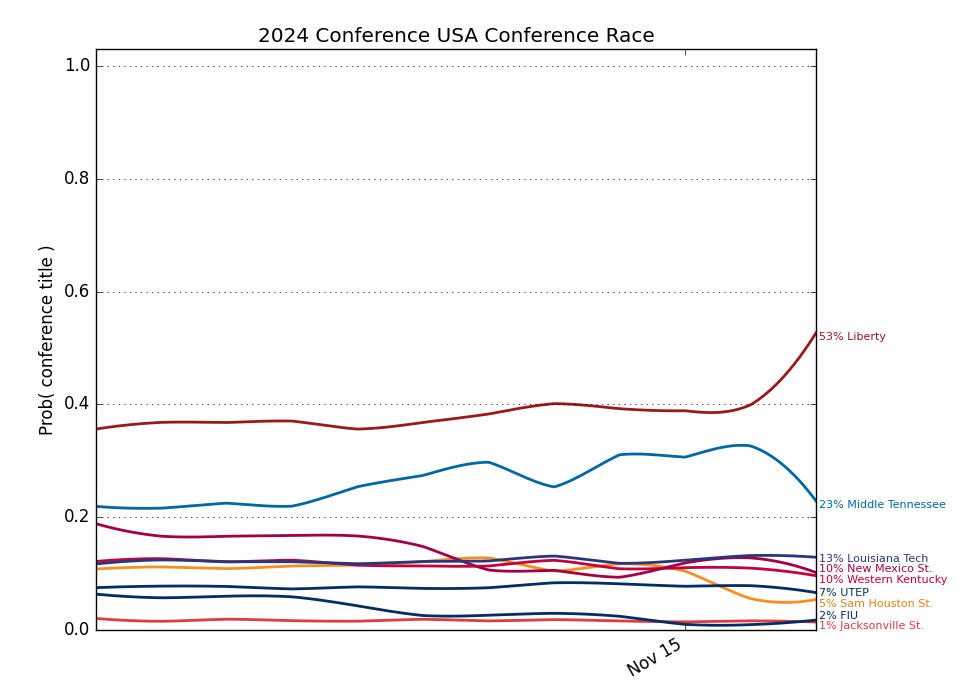 2024 Conference USA Conference Race
1.0
0.8
0.6
0.4
0.2
0.0
Prob( conference title )
Nov 15
53% Liberty
23% Middle Tennessee
13% Louisiana Tech
10% New Mexico St.
10% Western Kentucky
7% UTEP
5% Sam Houston St.
2% FIU
1% Jacksonville St.